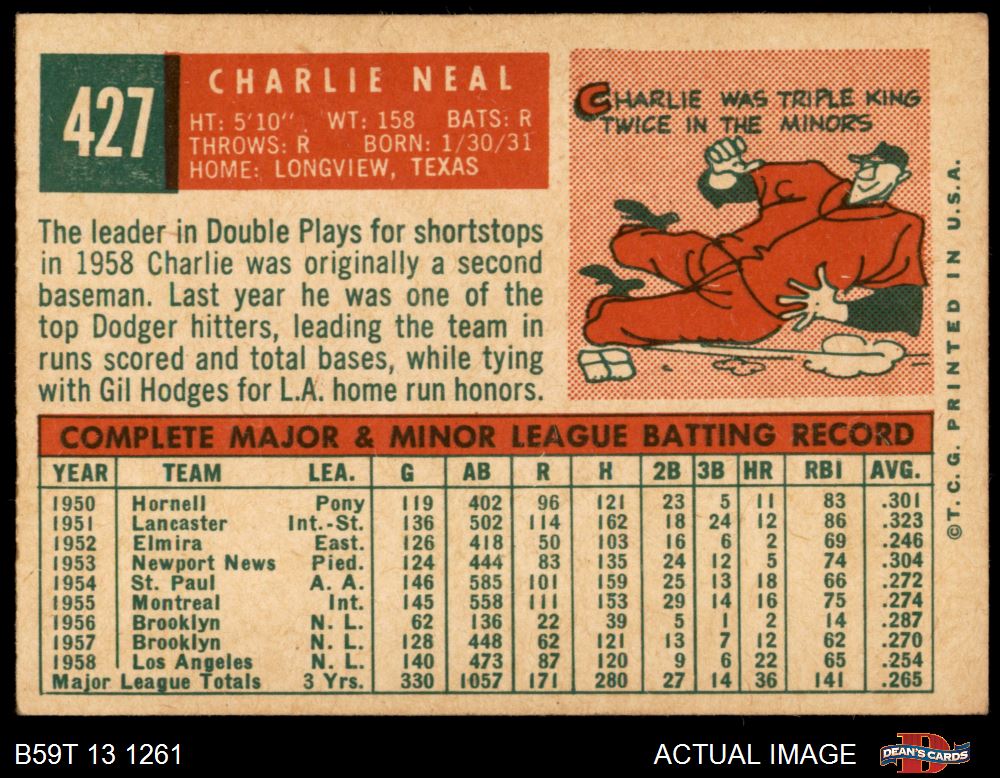 427
CHARLIE NEAL
HT: 5'10" WT: 158 BATS: R
THROWS: R BORN: 1/30/31
HOME: LONGVIEW, TEXAS
CHARLIE WAS TRIPLE KING
TWICE IN THE MINORS
The leader in Double Plays for shortstops
in 1958 Charlie was originally a second
baseman. Last year he was one of the
top Dodger hitters, leading the team in
runs scored and total bases, while tying
with Gil Hodges for L.A. home run honors.
©T.C.G. PRINTED IN U.S.A.
COMPLETE MAJOR & MINOR LEAGUE BATTING RECORD
YEAR TEAM LEA. G AB R H 2B 3B HR RBI AVG.
1950 Hornell Pony 119 402 96 121 23 5 11 83 .301
1951 Lancaster Int.-St. 136 502 114 162 18 24 12 86 .323
1952 Elmira East. 126 418 50 103 16 6 2 69 .246
1953 Newport News Pied. 124 444 83 135 24 12 5 74 .304
1954 St. Paul A. A. 146 585 101 159 25 13 18 66 .272
1955 Montreal Int. 145 558 111 153 29 14 16 75 .274
1956 Brooklyn N. L. 62 136 22 39 5 1 2 14 .287
1957 Brooklyn N. L. 128 448 62 121 13 7 12 62 .270
1958 Los Angeles N. L. 140 473 87 120 9 6 22 65 .254
Major League Totals 3 Yrs. 330 1057 171 280 27 14 36 141 .265
B59T 13 1261
ACTUAL IMAGE
DEAN'S CARDS